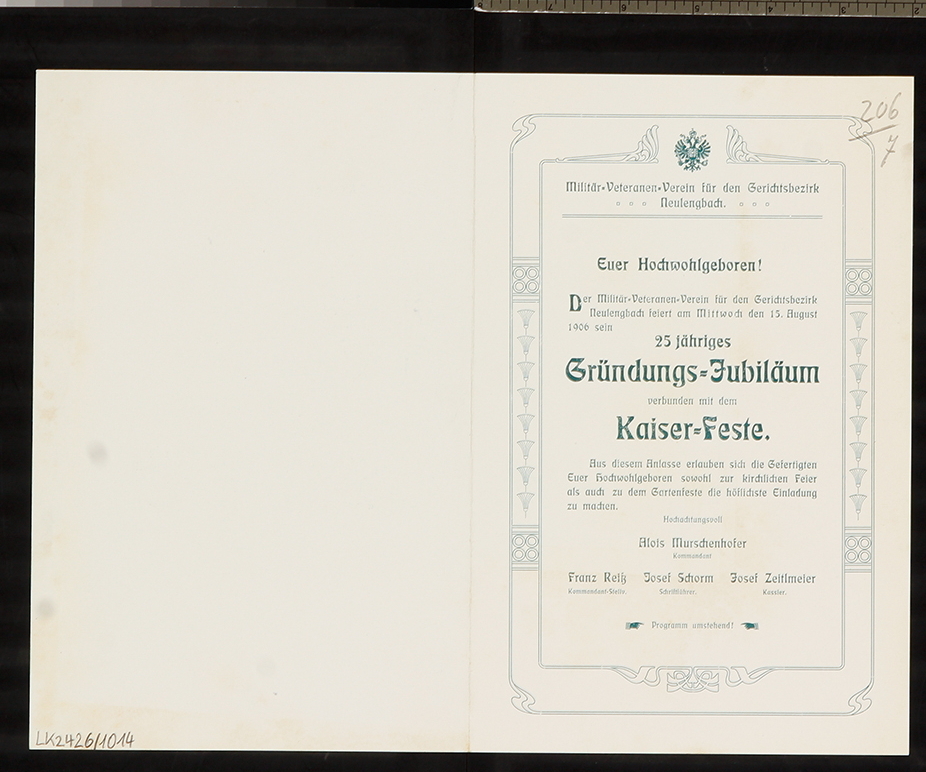 206
7
Militär-Veteranen-Verein für den Gerichtsbezirk
Neulengbach.
Euer Hochwohlgeboren!
Der Militär-Veteranen-Verein für den Gerichtsbezirk
Neulengbach feiert am Mittwoch den 15. August
1906 sein
25 jähriges
Gründungs-Jubiläum
verbunden mit dem
Kaiser-Feste.
Aus diesem Anlasse erlauben sich die Gefertigten
Euer Hochwohlgeboren sowohl zur kirchlichen Feier
als auch zu dem Gartenfeste die höflichste Einladung
zu machen.
Hochachtungsvoll
Alois Murschenhofer
Kommandant
Franz Reiß Josef Schorm Josef Zeitlmeier
Kommandant-Stellv. Schriftführer. Kassier.
Programm umstehend!
LK2426/1014